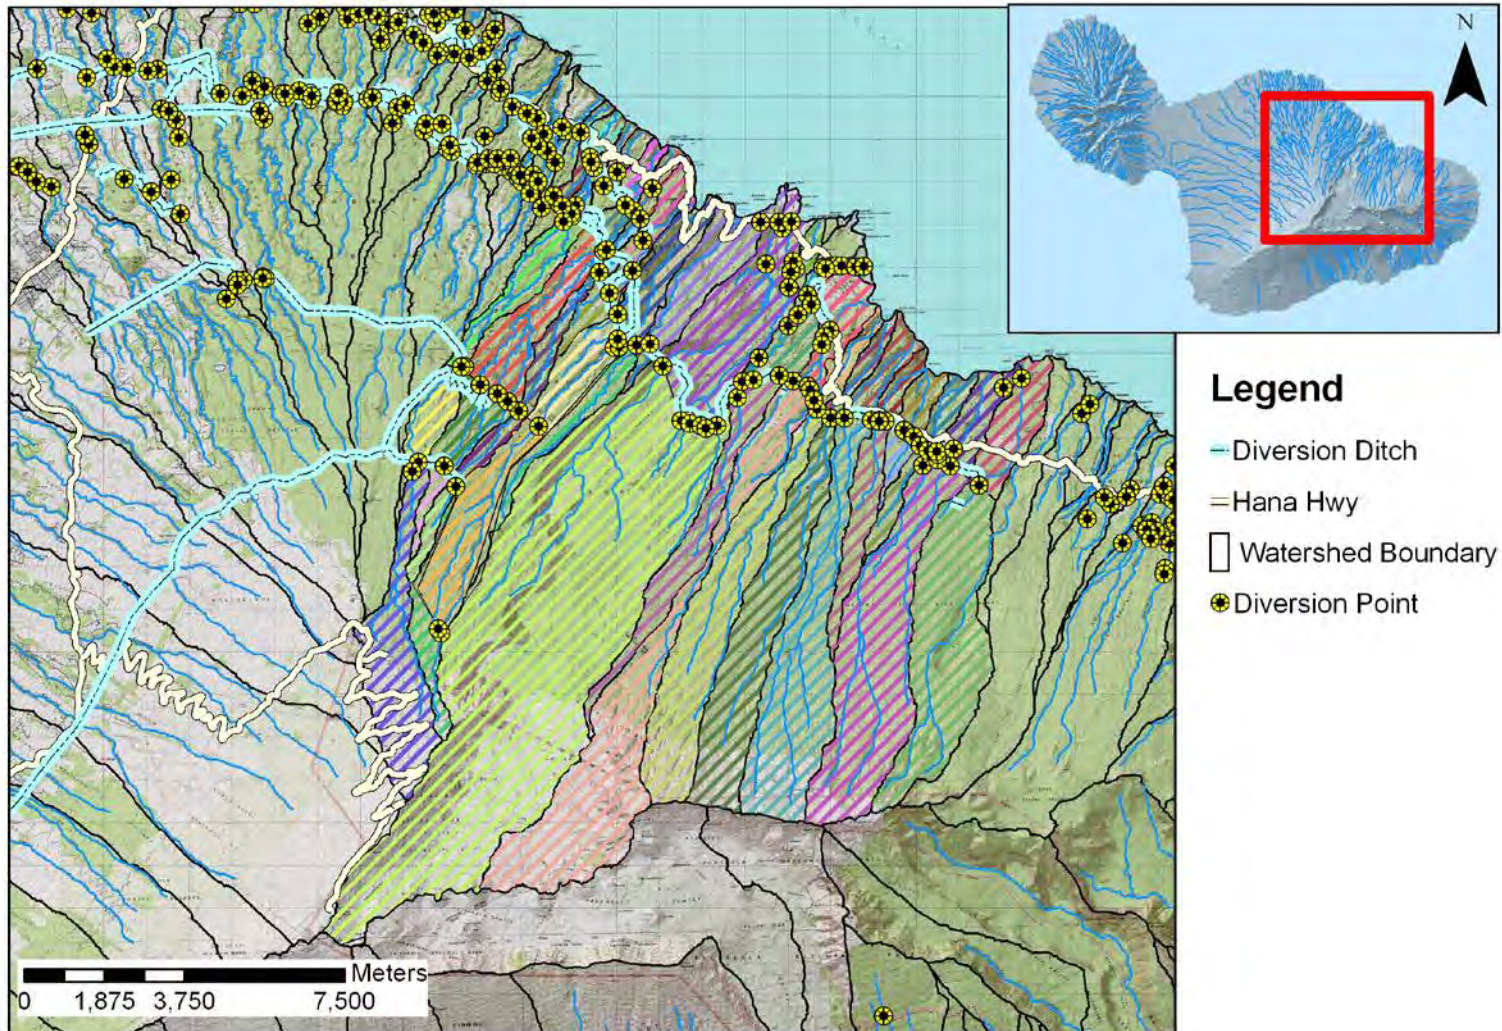 N
Legend
Diversion Ditch
Hana Hwy
Watershed Boundary
Diversion Point
Meters
0 1,875 3,750 7,500